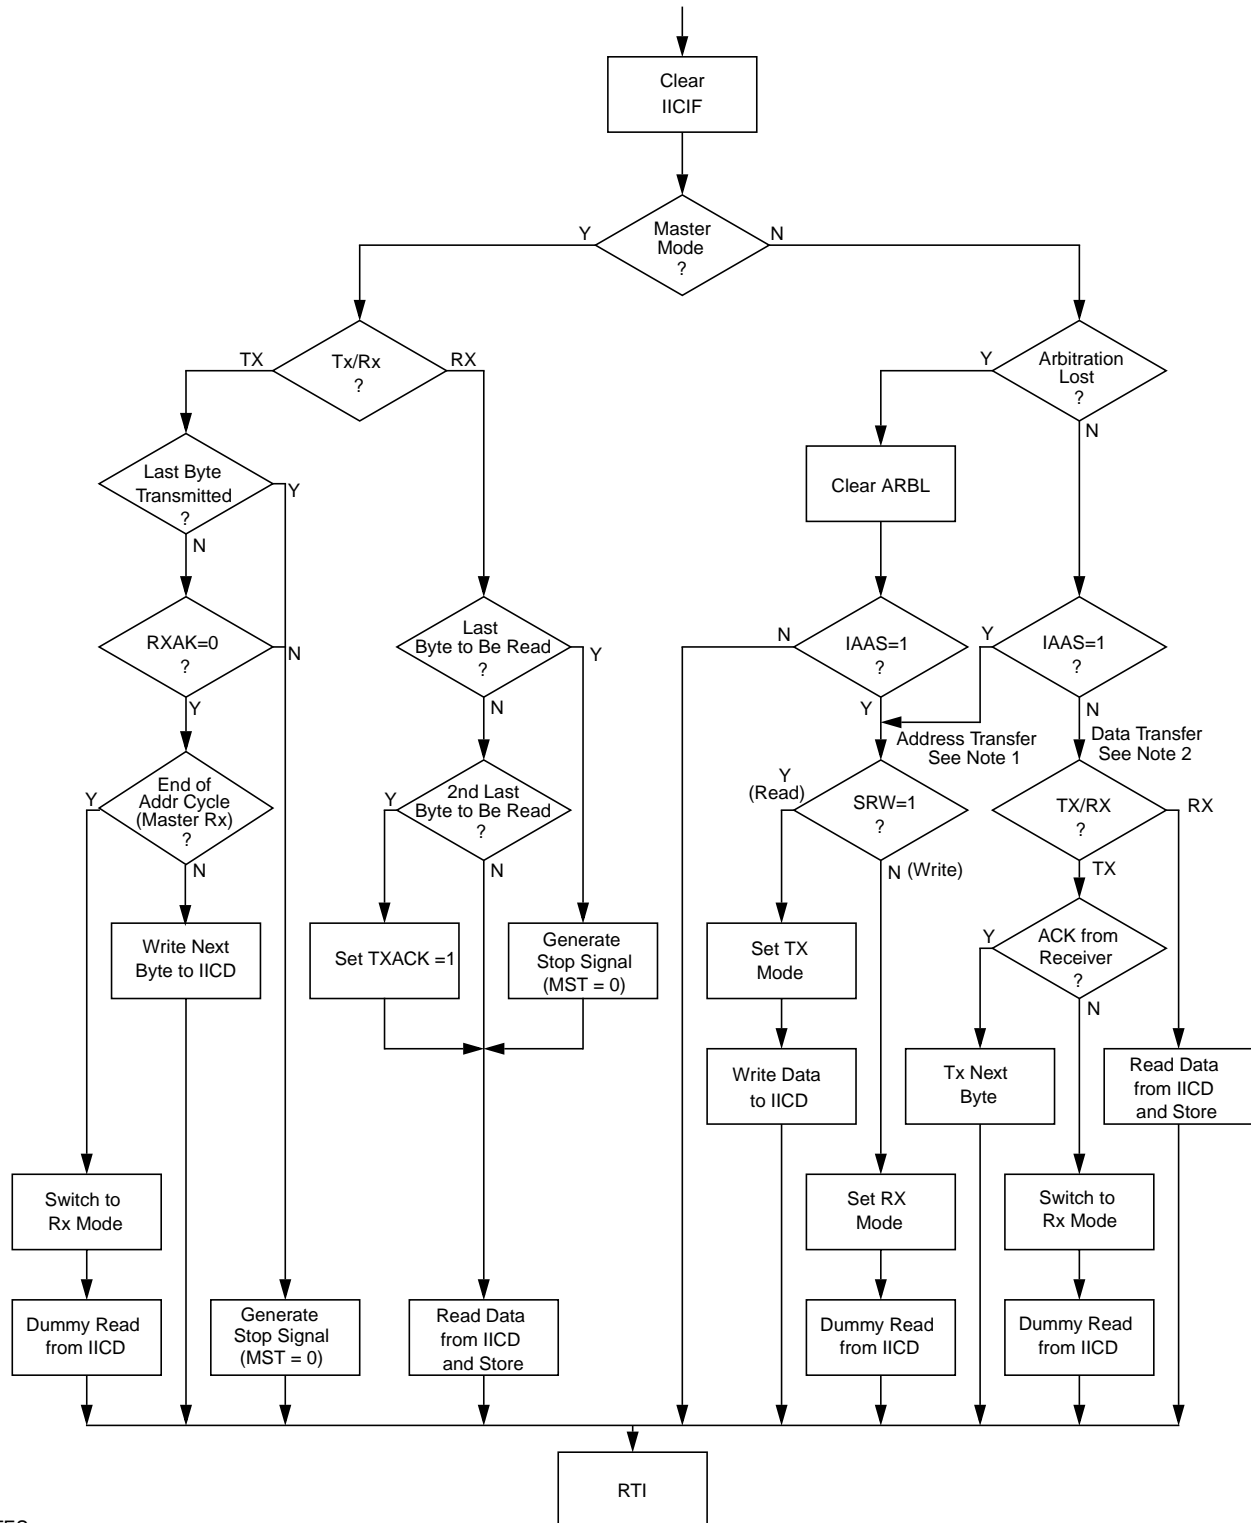 Clear
IICIF
Master
Mode
?
Y
N
Tx/Rx
?
TX
RX
Arbitration
Lost
?
Y
N
Last Byte
Transmitted
?
Y
N
Clear ARBL
RXAK=0
?
N
Y
Last
Byte to Be Read
?
Y
N
IAAS=1
?
N
Y
IAAS=1
?
Y
N
Address Transfer
See Note 1
Data Transfer
See Note 2
End of
Addr Cycle
(Master Rx)
?
Y
N
2nd Last
Byte to Be Read
?
Y
N
Y
(Read)
SRW=1
?
N (Write)
TX/RX
?
RX
TX
Write Next
Byte to IICD
Set TXACK =1
Generate
Stop Signal
(MST = 0)
Set TX
Mode
ACK from
Receiver
?
Y
N
Write Data
to IICD
Tx Next
Byte
Read Data
from IICD
and Store
Switch to
Rx Mode
Set RX
Mode
Switch to
Rx Mode
Dummy Read
from IICD
Generate
Stop Signal
(MST = 0)
Read Data
from IICD
and Store
Dummy Read
from IICD
Dummy Read
from IICD
RTI